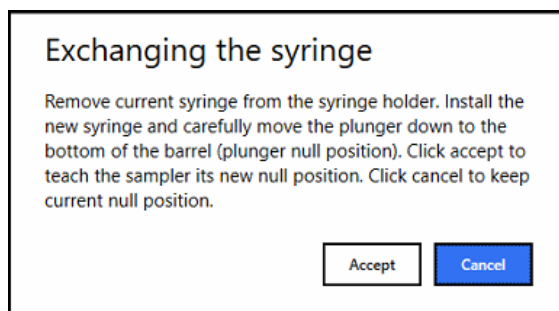 Exchanging the syringe
Remove current syringe from the syringe holder. Install the
new syringe and carefully move the plunger down to the
bottom of the barrel (plunger null position). Click accept to
teach the sampler its new null position. Click cancel to keep
current null position.
Accept Cancel